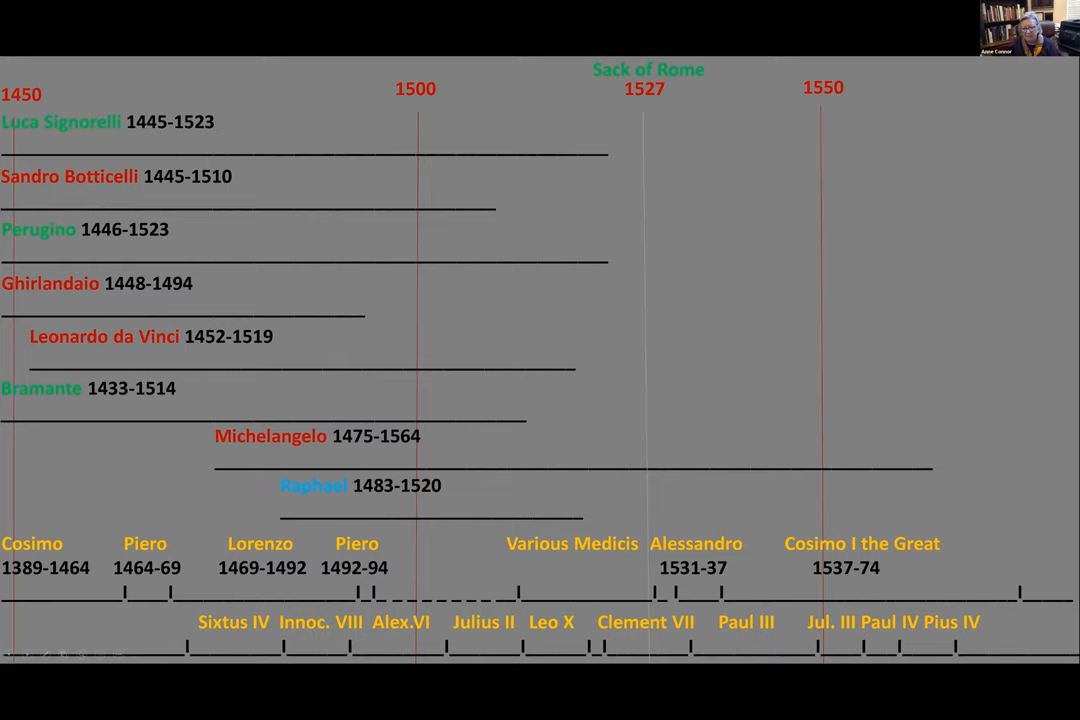 Anne Connor
Sack of Rome
1450 1500 1527 1550
Luca Signorelli 1445-1523
Sandro Botticelli 1445-1510
Perugino 1446-1523
Ghirlandaio 1448-1494
Leonardo da Vinci 1452-1519
Bramante 1433-1514
Michelangelo 1475-1564
Raphael 1483-1520
Cosimo Piero Lorenzo Piero Various Medicis Alessandro Cosimo I the Great
1389-1464 1464-69 1469-1492 1492-94 1531-37 1537-74
Sixtus IV Innoc. VIII Alex.VI Julius II Leo X Clement VII Paul III Jul. III Paul IV Pius IV